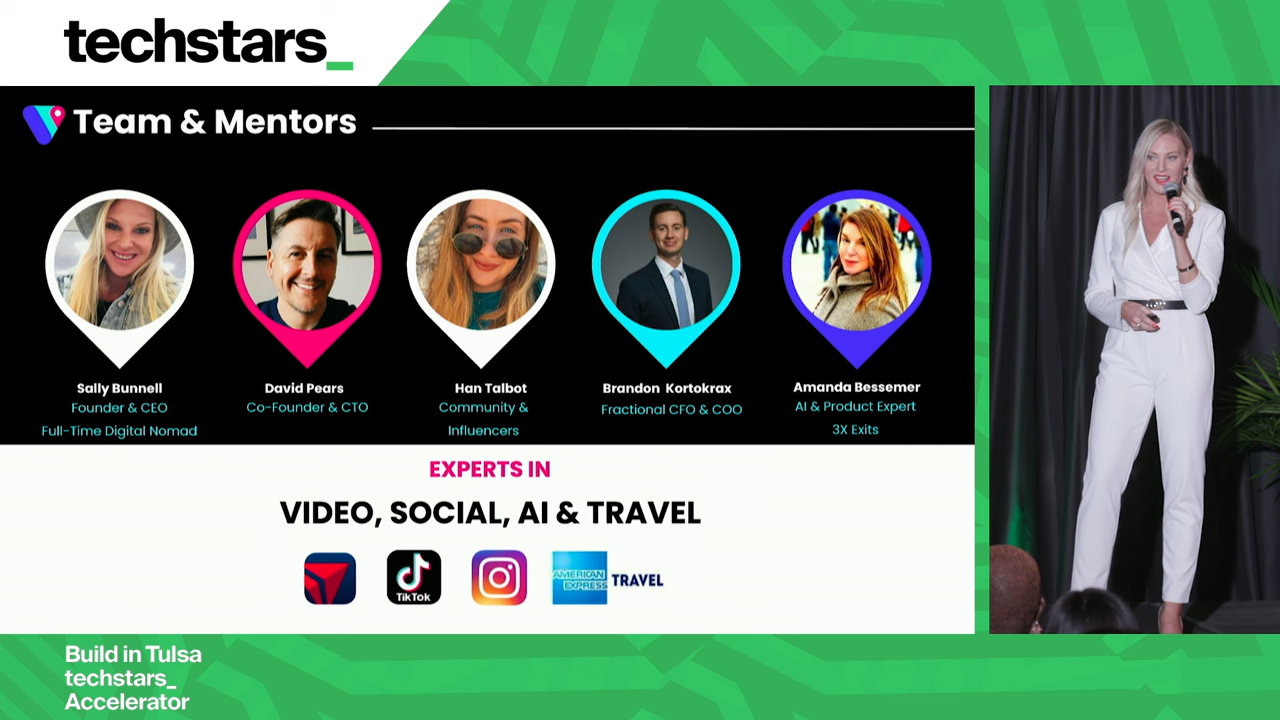 techstars_
Team & Mentors
Sally Bunnell
Founder & CEO
Full-Time Digital Nomad
David Pears
Co-Founder & CTO
Han Talbot
Community &
Influencers
Brandon Kortokrax
Fractional CFO & COO
Amanda Bessemer
AI & Product Expert
3X Exits
EXPERTS IN
VIDEO, SOCIAL, AI & TRAVEL
TikTok
AMERICAN
EXPRESS
TRAVEL
Build in Tulsa
techstars_
Accelerator